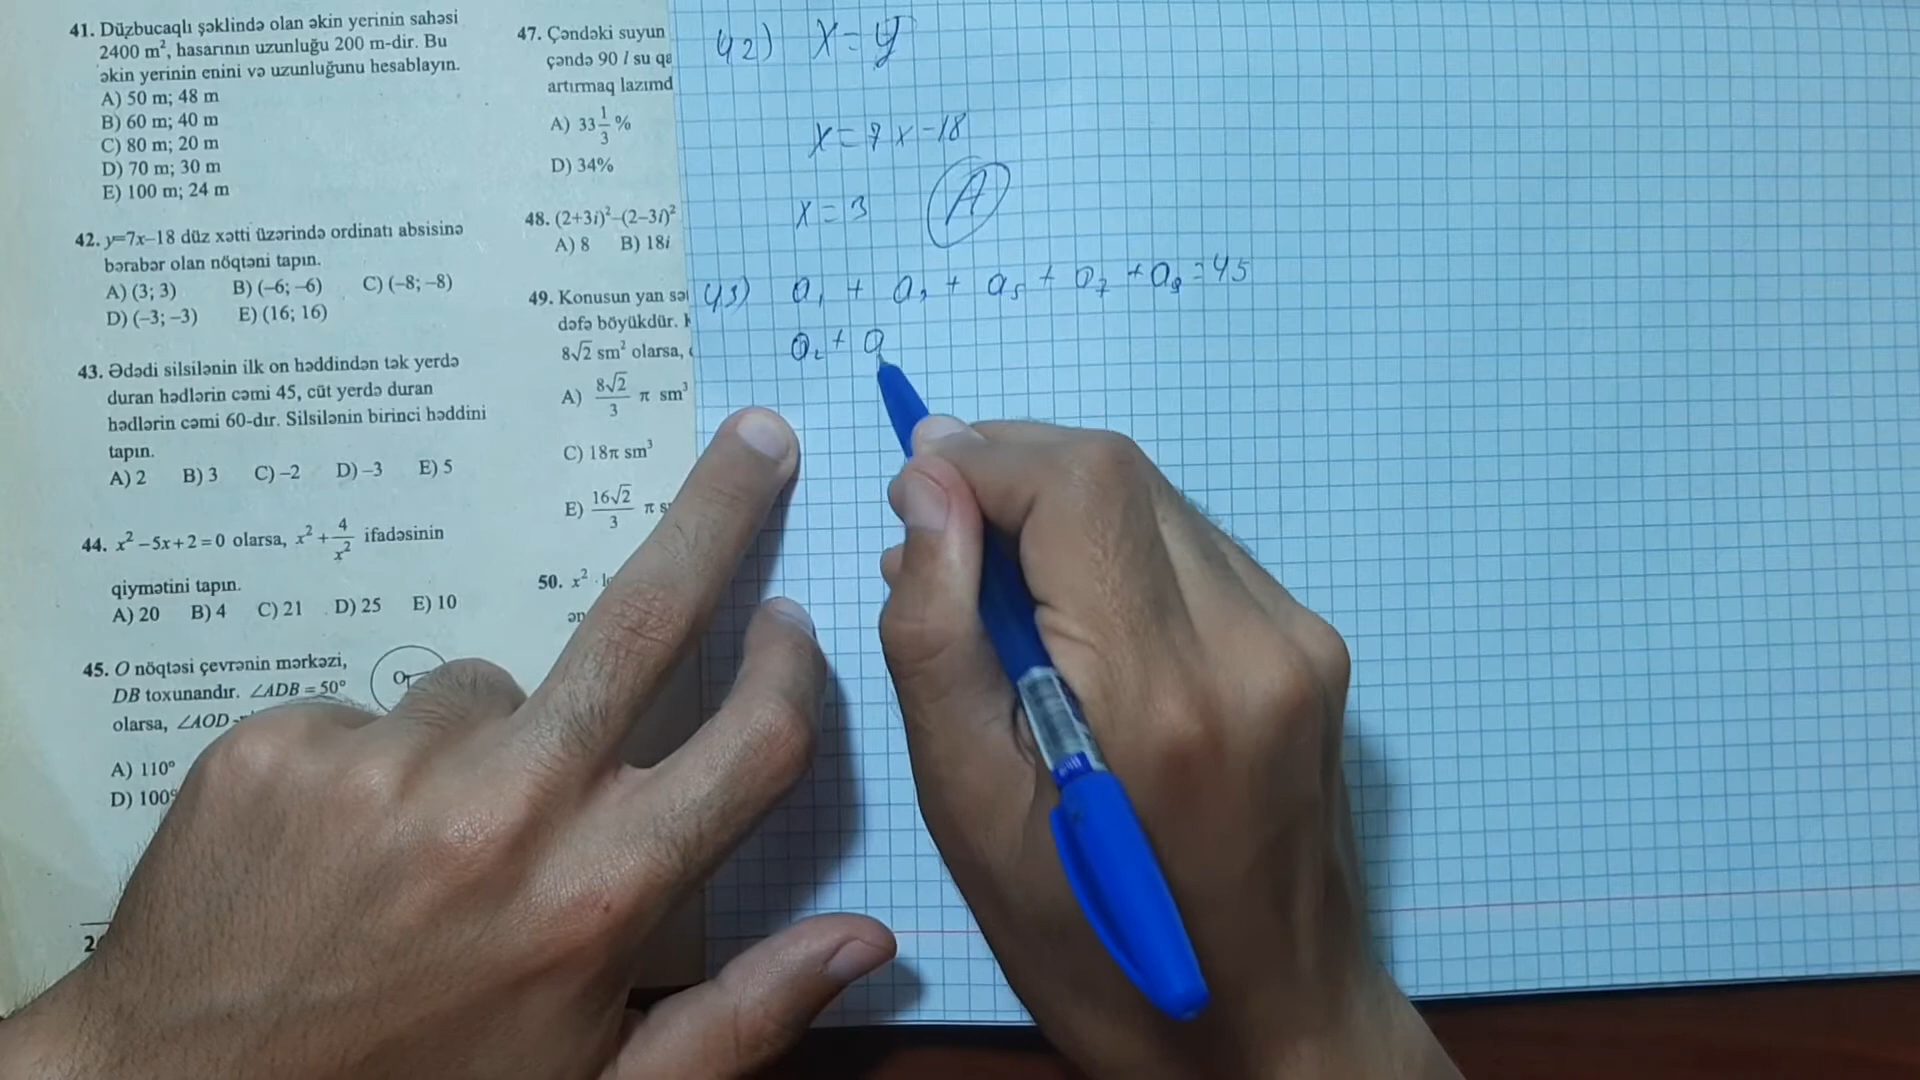 41. Düzbucaqlı şəklində olan əkin yerinin sahəsi
2400 m², hasarının uzunluğu 200 m-dir. Bu
əkin yerinin enini və uzunluğunu hesablayın.
A) 50 m; 48 m
B) 60 m; 40 m
C) 80 m; 20 m
D) 70 m; 30 m
E) 100 m; 24 m
42. y=7x–18 düz xətti üzərində ordinatı absisinə
bərabər olan nöqtəni tapın.
A) (3; 3) B) (–6; –6) C) (–8; –8)
D) (–3; –3) E) (16; 16)
43. Ədədi silsilənin ilk on həddindən tək yerdə
duran hədlərin cəmi 45, cüt yerdə duran
hədlərin cəmi 60-dır. Silsilənin birinci həddini
tapın.
A) 2 B) 3 C) –2 D) –3 E) 5
44. x² –5x+2=0 olarsa, x² + 4/x² ifadəsinin
qiymətini tapın.
A) 20 B) 4 C) 21 D) 25 E) 10
45. O nöqtəsi çevrənin mərkəzi,
DB toxunandır. ∠ADB = 50°
olarsa, ∠AOD
O
A) 110°
D) 100°
2
47. Çəndəki suyun
çəndə 90 l su
artırmaq
A) 33 1/3 %
D) 34%
48. (2+3i)²–(2–3i)²
A) 8 B) 18i
49. Konusun yan
dəfə böyükdür.
8√2 sm² olarsa,
A) 8√2/3 π sm³
C) 18π sm³
E) 16√2/3 π
50. x² ·
42) x = y
x = 7x -18
x = 3 A
43) a₁ + a₃ + a₅ + a₇ + a₉ = 45
a₂ + a